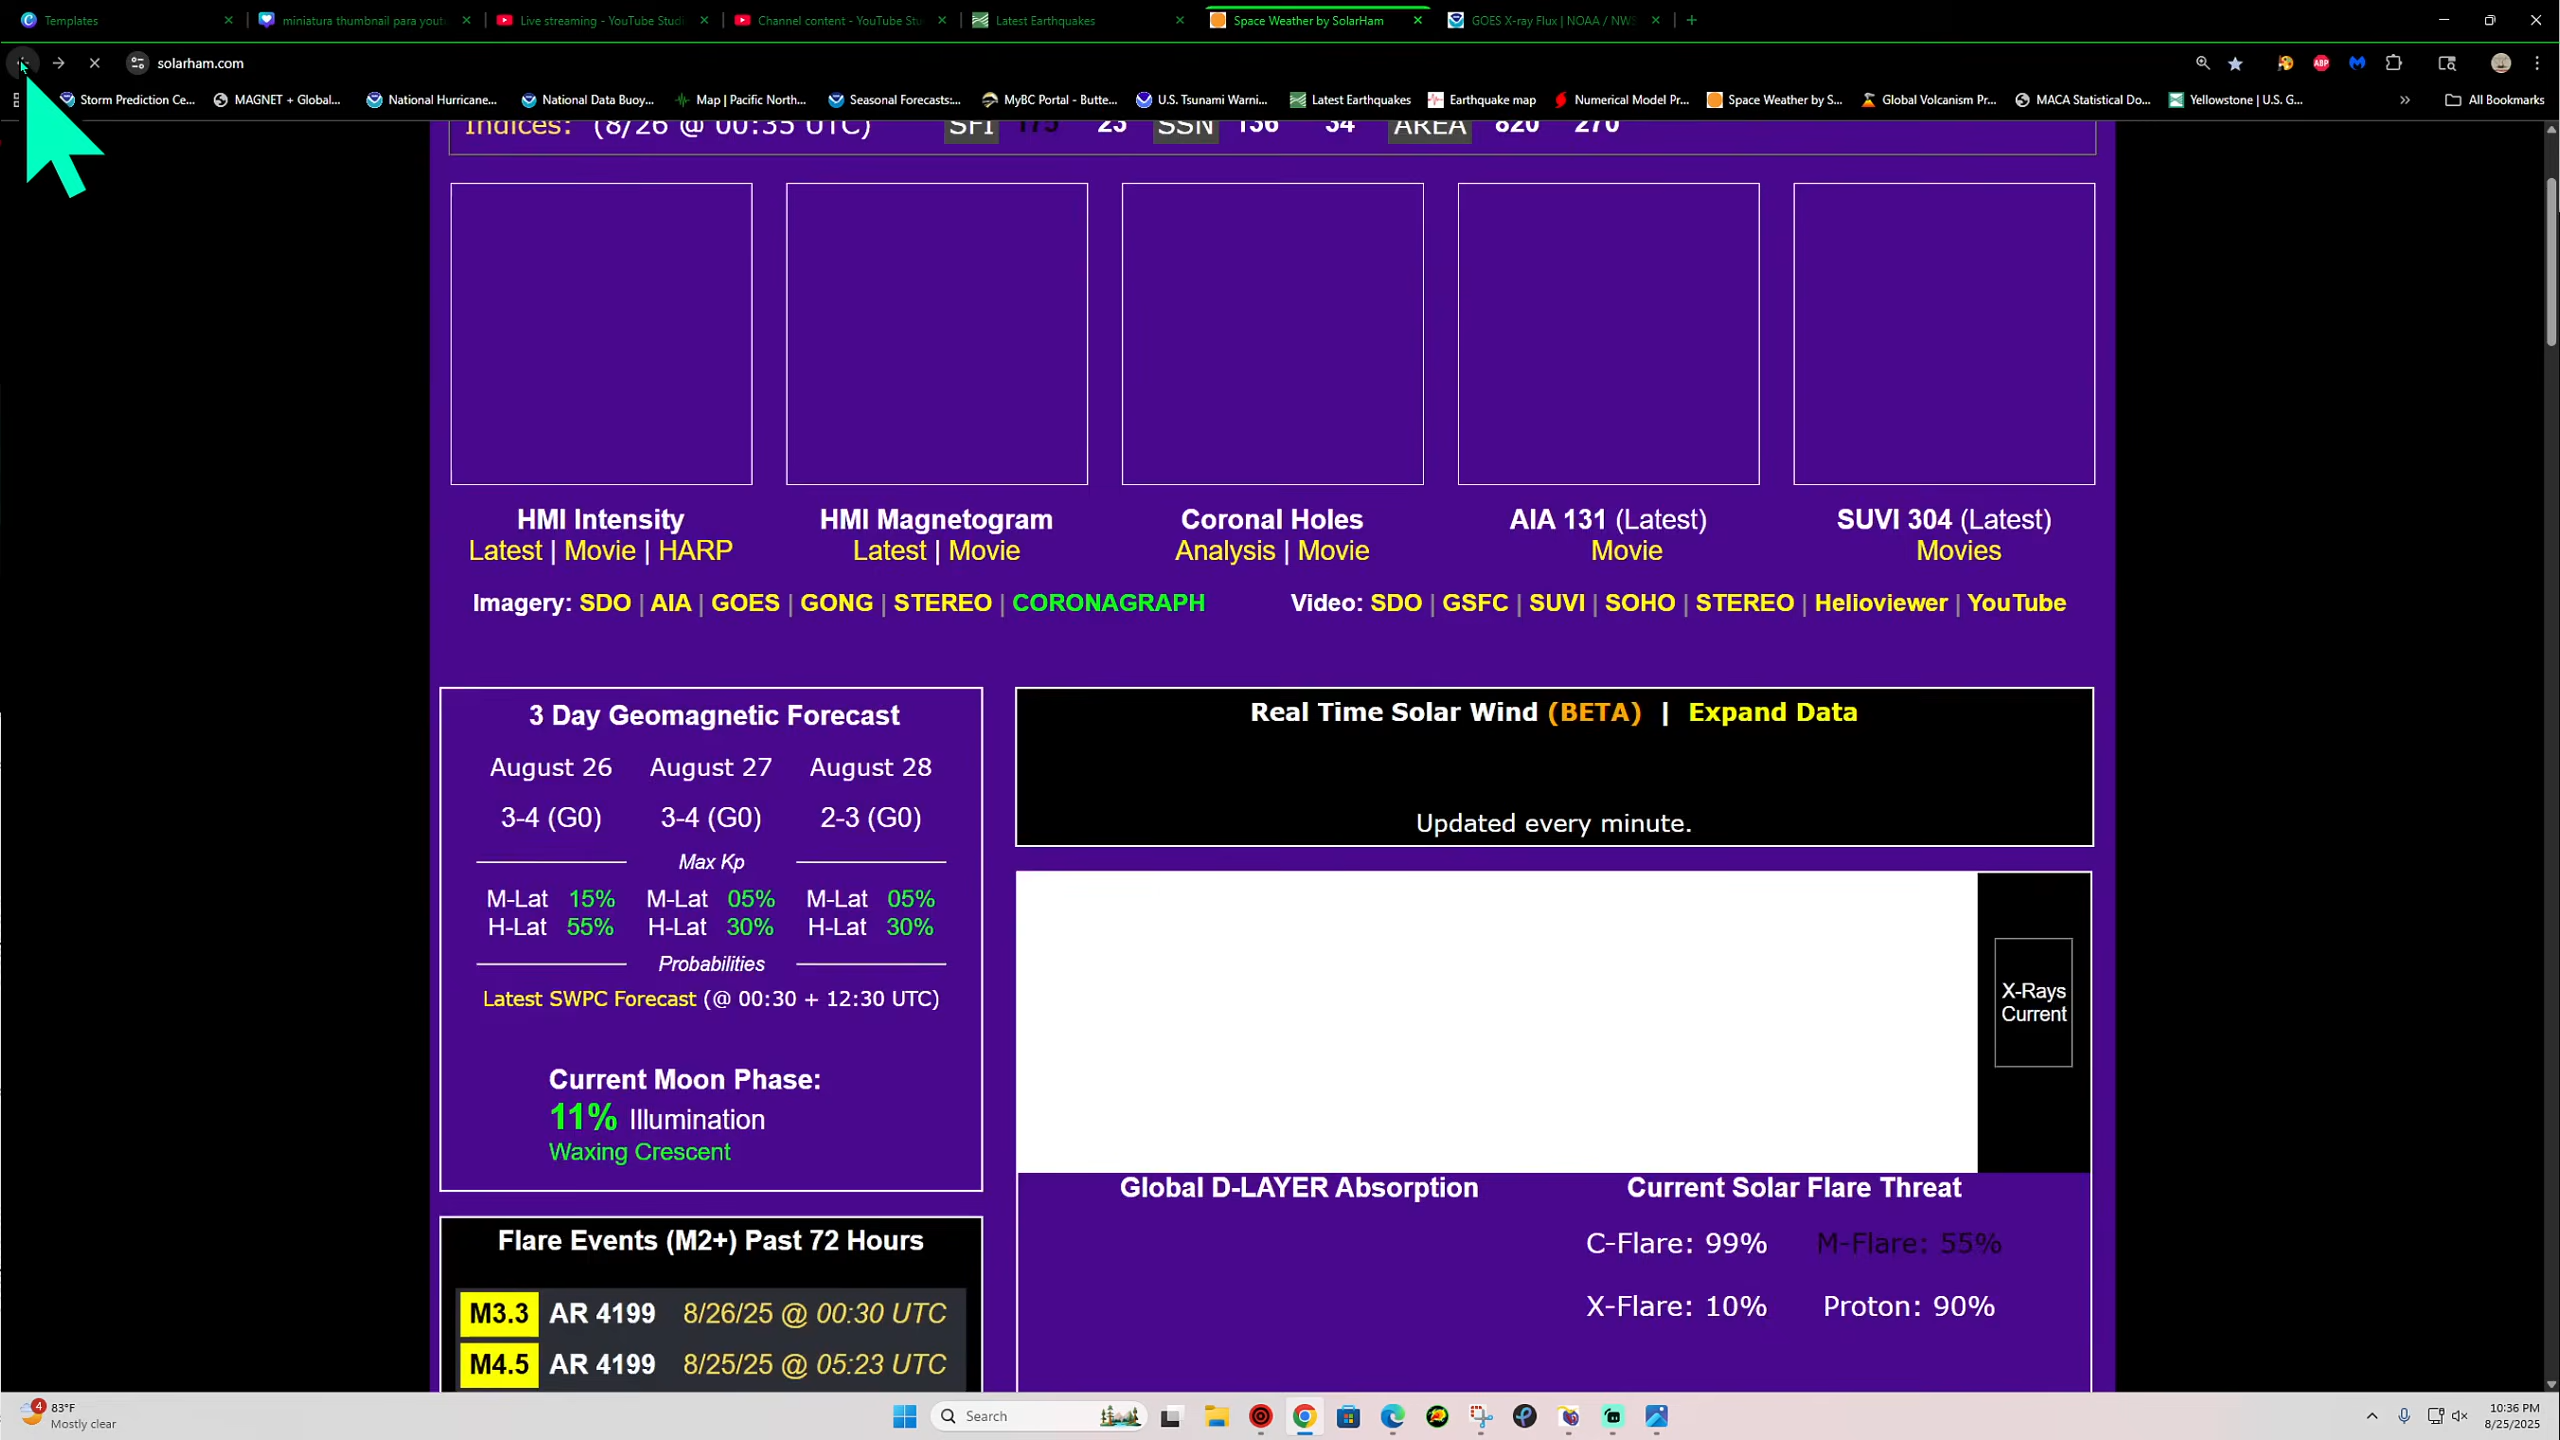 Templates
miniatura thumbnail para yout
Live streaming - YouTube Studi
Channel content - YouTube Stu
Latest Earthquakes
Space Weather by SolarHam
GOES X-ray Flux | NOAA / NWS
solarham.com
Storm Prediction Ce...
MAGNET + Global...
National Hurricane...
National Data Buoy...
Map | Pacific North...
Seasonal Forecasts:...
MyBC Portal - Butte...
U.S. Tsunami Warni...
Latest Earthquakes
Earthquake map
Numerical Model Pr...
Space Weather by S...
Global Volcanism Pr...
MACA Statistical Do...
Yellowstone | U.S. G...
All Bookmarks
Indices: (8/26 @ 00:35 UTC) SFI 175 23 SSN 136 34 AREA 820 270
HMI Intensity
Latest | Movie | HARP
HMI Magnetogram
Latest | Movie
Coronal Holes
Analysis | Movie
AIA 131 (Latest)
Movie
SUVI 304 (Latest)
Movies
Imagery: SDO | AIA | GOES | GONG | STEREO | CORONAGRAPH
Video: SDO | GSFC | SUVI | SOHO | STEREO | Helioviewer | YouTube
3 Day Geomagnetic Forecast
August 26 August 27 August 28
3-4 (G0) 3-4 (G0) 2-3 (G0)
Max Kp
M-Lat 15% M-Lat 05% M-Lat 05%
H-Lat 55% H-Lat 30% H-Lat 30%
Probabilities
Latest SWPC Forecast (@ 00:30 + 12:30 UTC)
Current Moon Phase:
11% Illumination
Waxing Crescent
Real Time Solar Wind (BETA) | Expand Data
Updated every minute.
X-Rays
Current
Global D-LAYER Absorption
Current Solar Flare Threat
C-Flare: 99% M-Flare: 55%
X-Flare: 10% Proton: 90%
Flare Events (M2+) Past 72 Hours
M3.3 AR 4199 8/26/25 @ 00:30 UTC
M4.5 AR 4199 8/25/25 @ 05:23 UTC
4
83°F
Mostly clear
Search
10:36 PM
8/25/2025